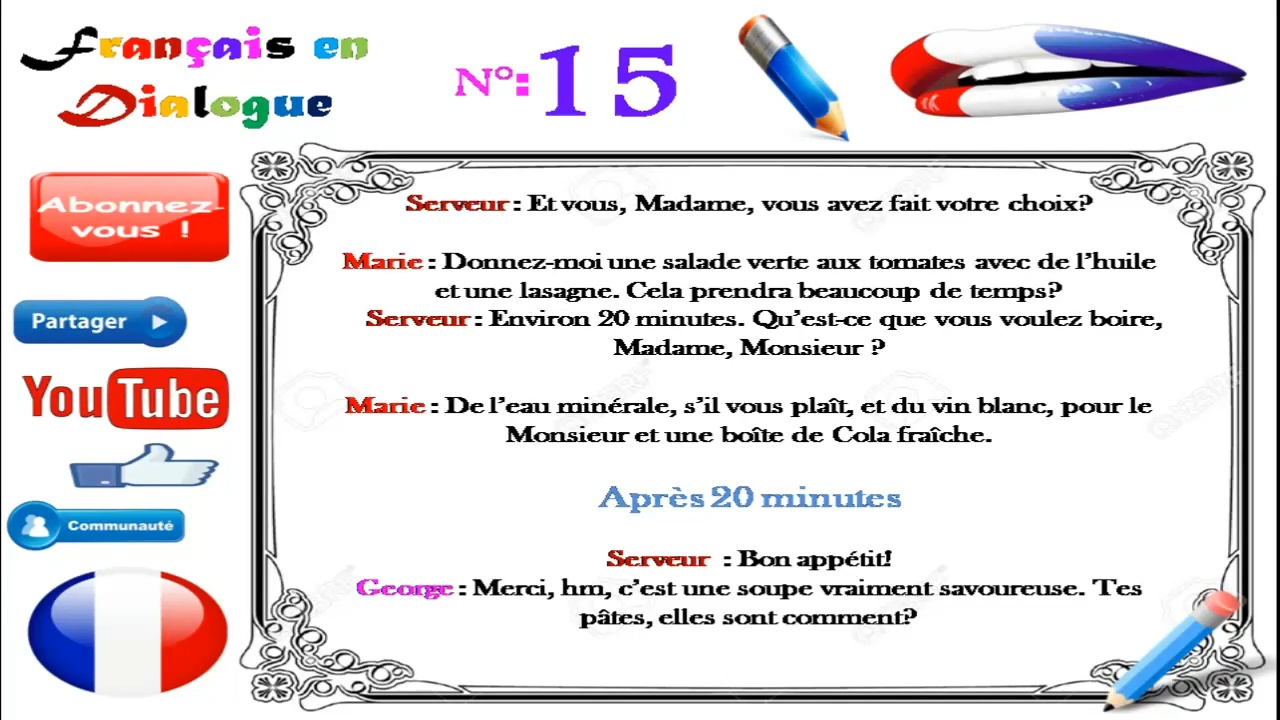 Français en
Dialogue
N°:15
Abonnez-
vous !
Partager
YouTube
Communauté
Serveur : Et vous, Madame, vous avez fait votre choix?
Marie : Donnez-moi une salade verte aux tomates avec de l'huile
et une lasagne. Cela prendra beaucoup de temps?
Serveur : Environ 20 minutes. Qu'est-ce que vous voulez boire,
Madame, Monsieur ?
Marie : De l'eau minérale, s'il vous plaît, et du vin blanc, pour le
Monsieur et une boîte de Cola fraîche.
Après 20 minutes
Serveur : Bon appétit!
George : Merci, hm, c'est une soupe vraiment savoureuse. Tes
pâtes, elles sont comment?